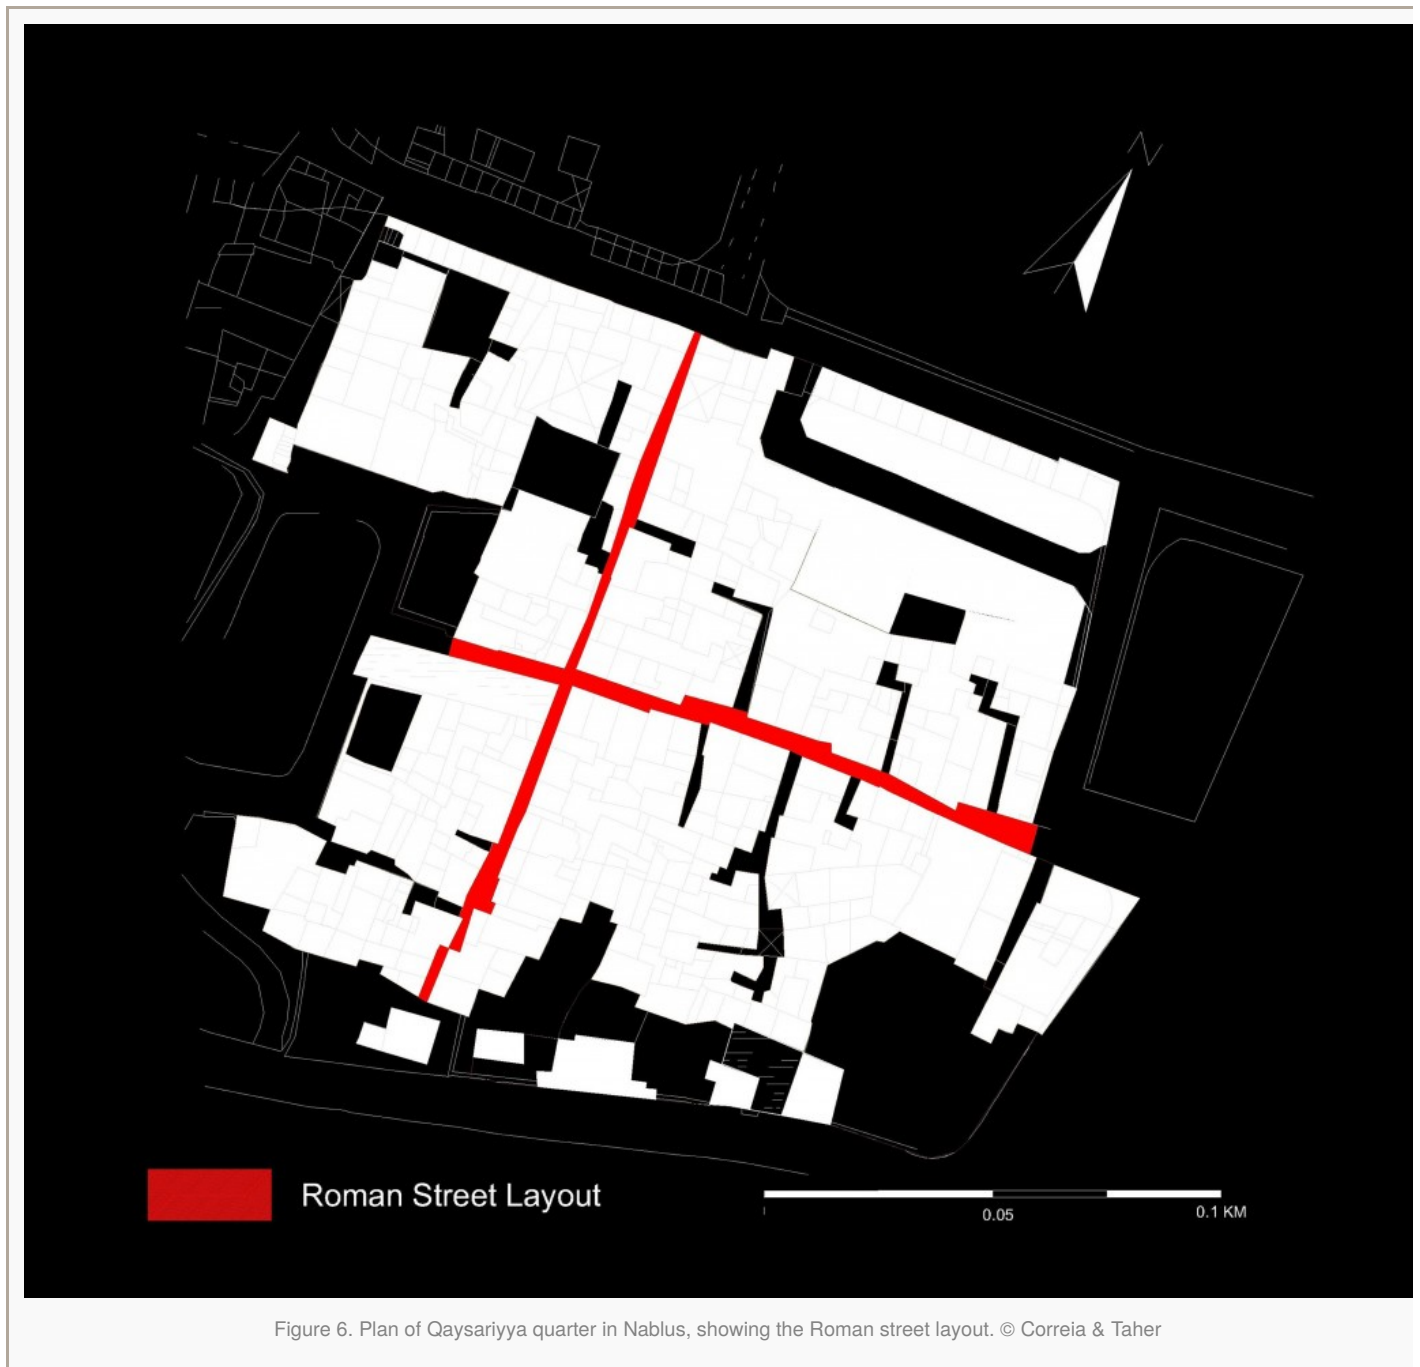 N
Roman Street Layout
0.05
0.1 KM
Figure 6. Plan of Qaysariyya quarter in Nablus, showing the Roman street layout. © Correia & Taher